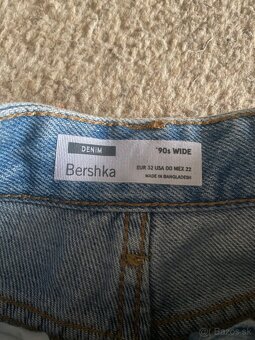 DENIM
'90s WIDE
Bershka
EUR 32 USA 00 MEX 22
MADE IN BANGLADESH
Bazos.sk